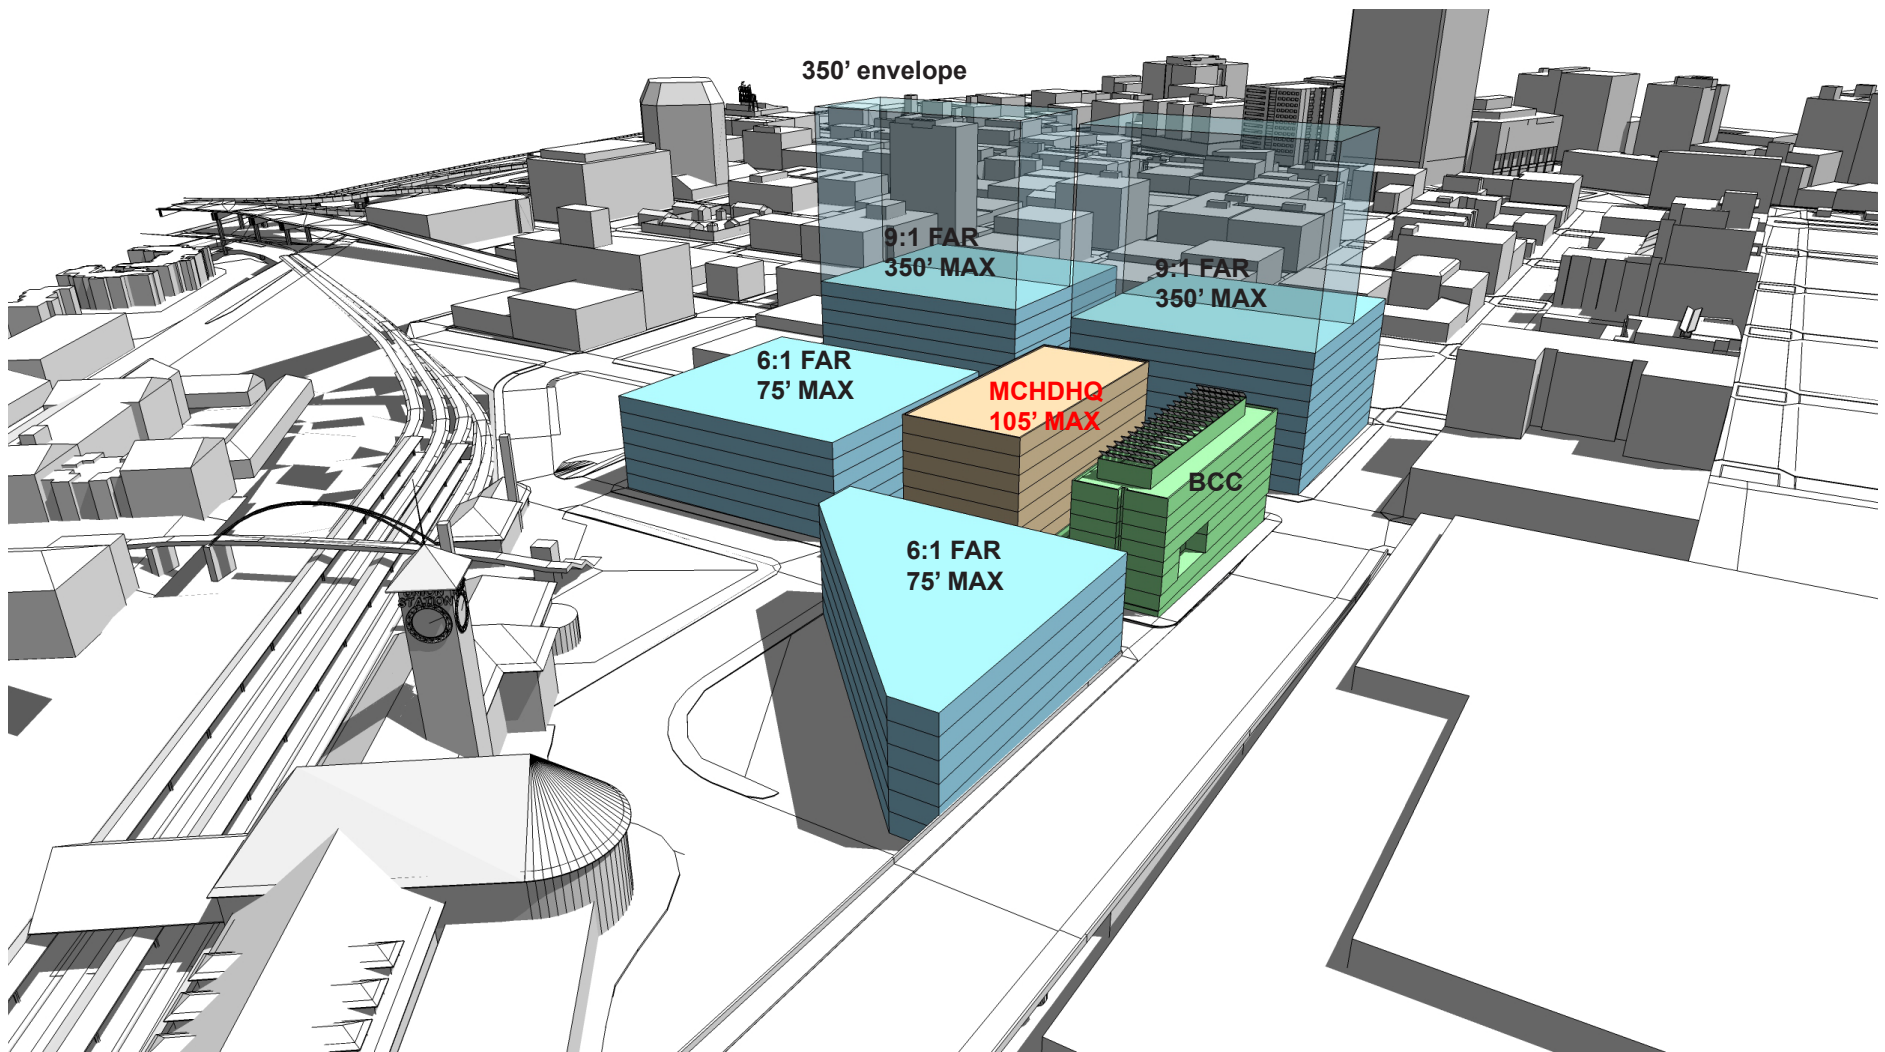 350’ envelope
9:1 FAR
350’ MAX
9:1 FAR
350’ MAX
6:1 FAR
75’ MAX
MCHDHQ
105’ MAX
BCC
6:1 FAR
75’ MAX
STATION